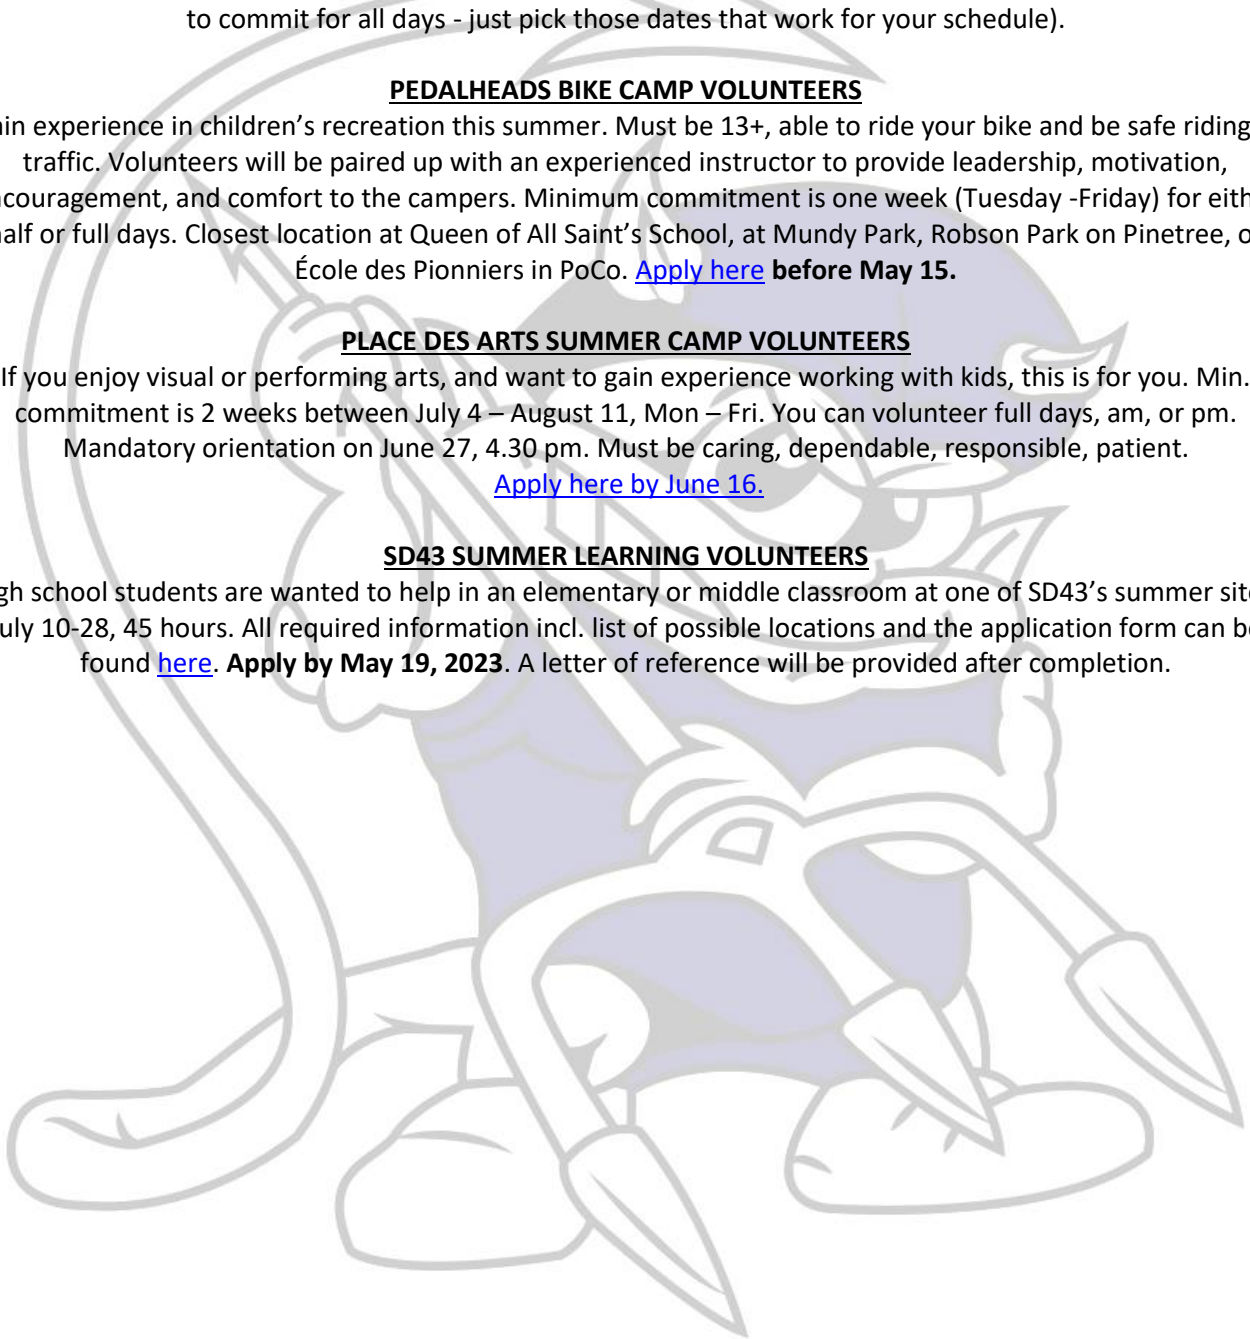 to commit for all days - just pick those dates that work for your schedule).
PEDALHEADS BIKE CAMP VOLUNTEERS
in experience in children’s recreation this summer. Must be 13+, able to ride your bike and be safe riding
traffic. Volunteers will be paired up with an experienced instructor to provide leadership, motivation,
couragement, and comfort to the campers. Minimum commitment is one week (Tuesday -Friday) for eith
half or full days. Closest location at Queen of All Saint’s School, at Mundy Park, Robson Park on Pinetree, o
École des Pionniers in PoCo. Apply here before May 15.
PLACE DES ARTS SUMMER CAMP VOLUNTEERS
If you enjoy visual or performing arts, and want to gain experience working with kids, this is for you. Min.
commitment is 2 weeks between July 4 – August 11, Mon – Fri. You can volunteer full days, am, or pm.
Mandatory orientation on June 27, 4.30 pm. Must be caring, dependable, responsible, patient.
Apply here by June 16.
SD43 SUMMER LEARNING VOLUNTEERS
gh school students are wanted to help in an elementary or middle classroom at one of SD43’s summer site
uly 10-28, 45 hours. All required information incl. list of possible locations and the application form can be
found here. Apply by May 19, 2023. A letter of reference will be provided after completion.